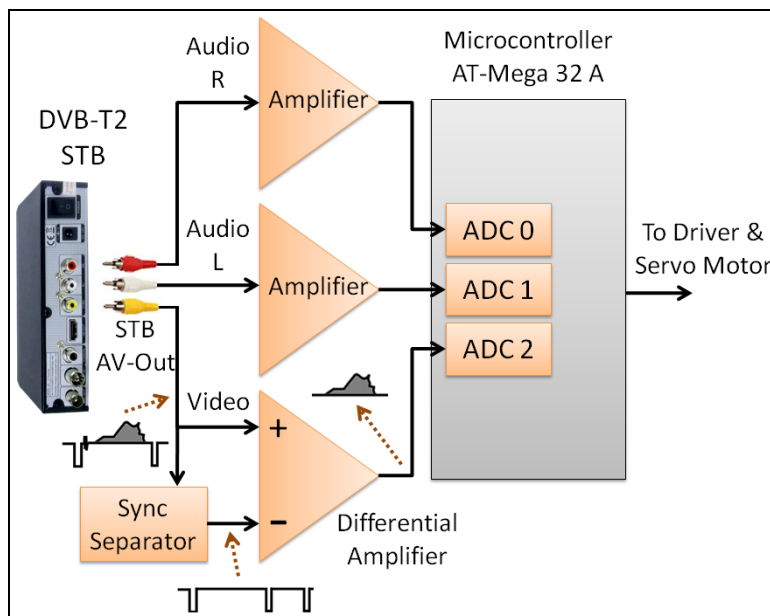 Audio
R
Amplifier
Microcontroller
AT-Mega 32 A
DVB-T2
STB
Audio
L
Amplifier
ADC 0
ADC 1
ADC 2
To Driver &
Servo Motor
STB
AV-Out
Video
+
−
Sync
Separator
Differential
Amplifier